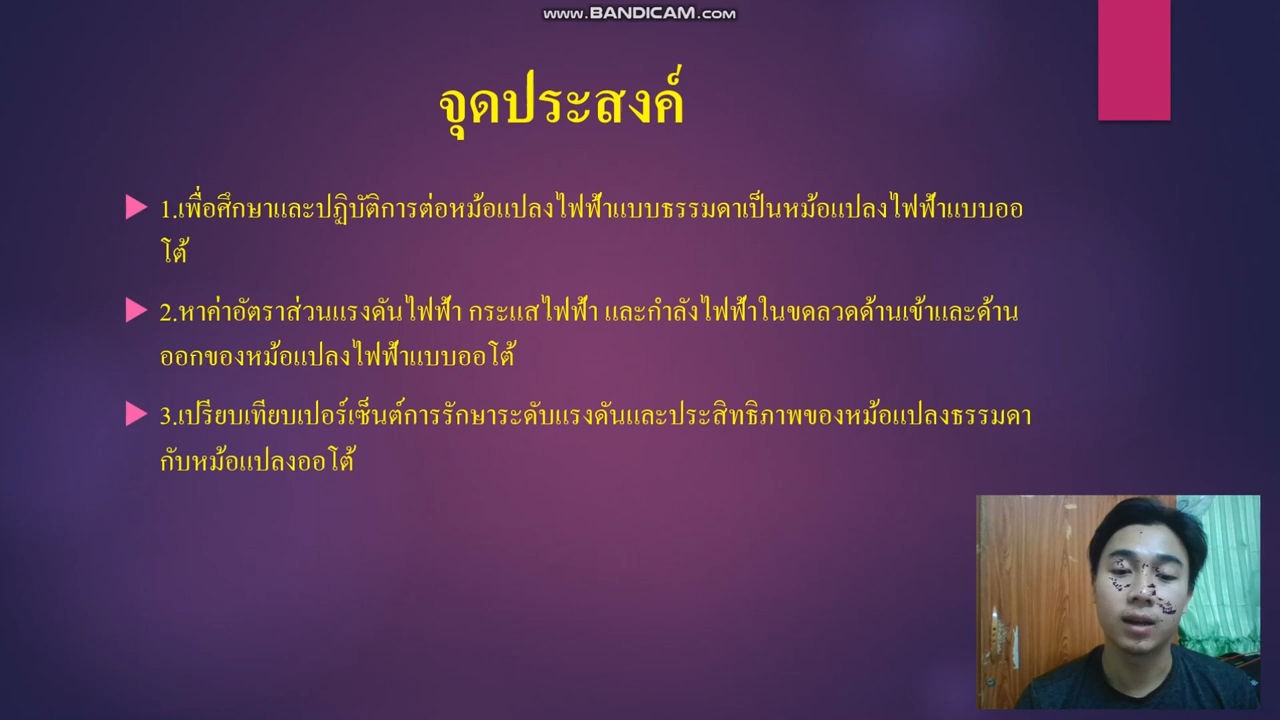 www.BANDICAM.com
จุดประสงค์
1.เพื่อศึกษาและปฏิบัติการต่อหม้อแปลงไฟฟ้าแบบธรรมดาเป็นหม้อแปลงไฟฟ้าแบบออ
โต้
2.หาค่าอัตราส่วนแรงดันไฟฟ้า กระแสไฟฟ้า และกำลังไฟฟ้าในขดลวดด้านเข้าและด้าน
ออกของหม้อแปลงไฟฟ้าแบบออโต้
3.เปรียบเทียบเปอร์เซ็นต์การรักษาระดับแรงดันและประสิทธิภาพของหม้อแปลงธรรมดา
กับหม้อแปลงออโต้